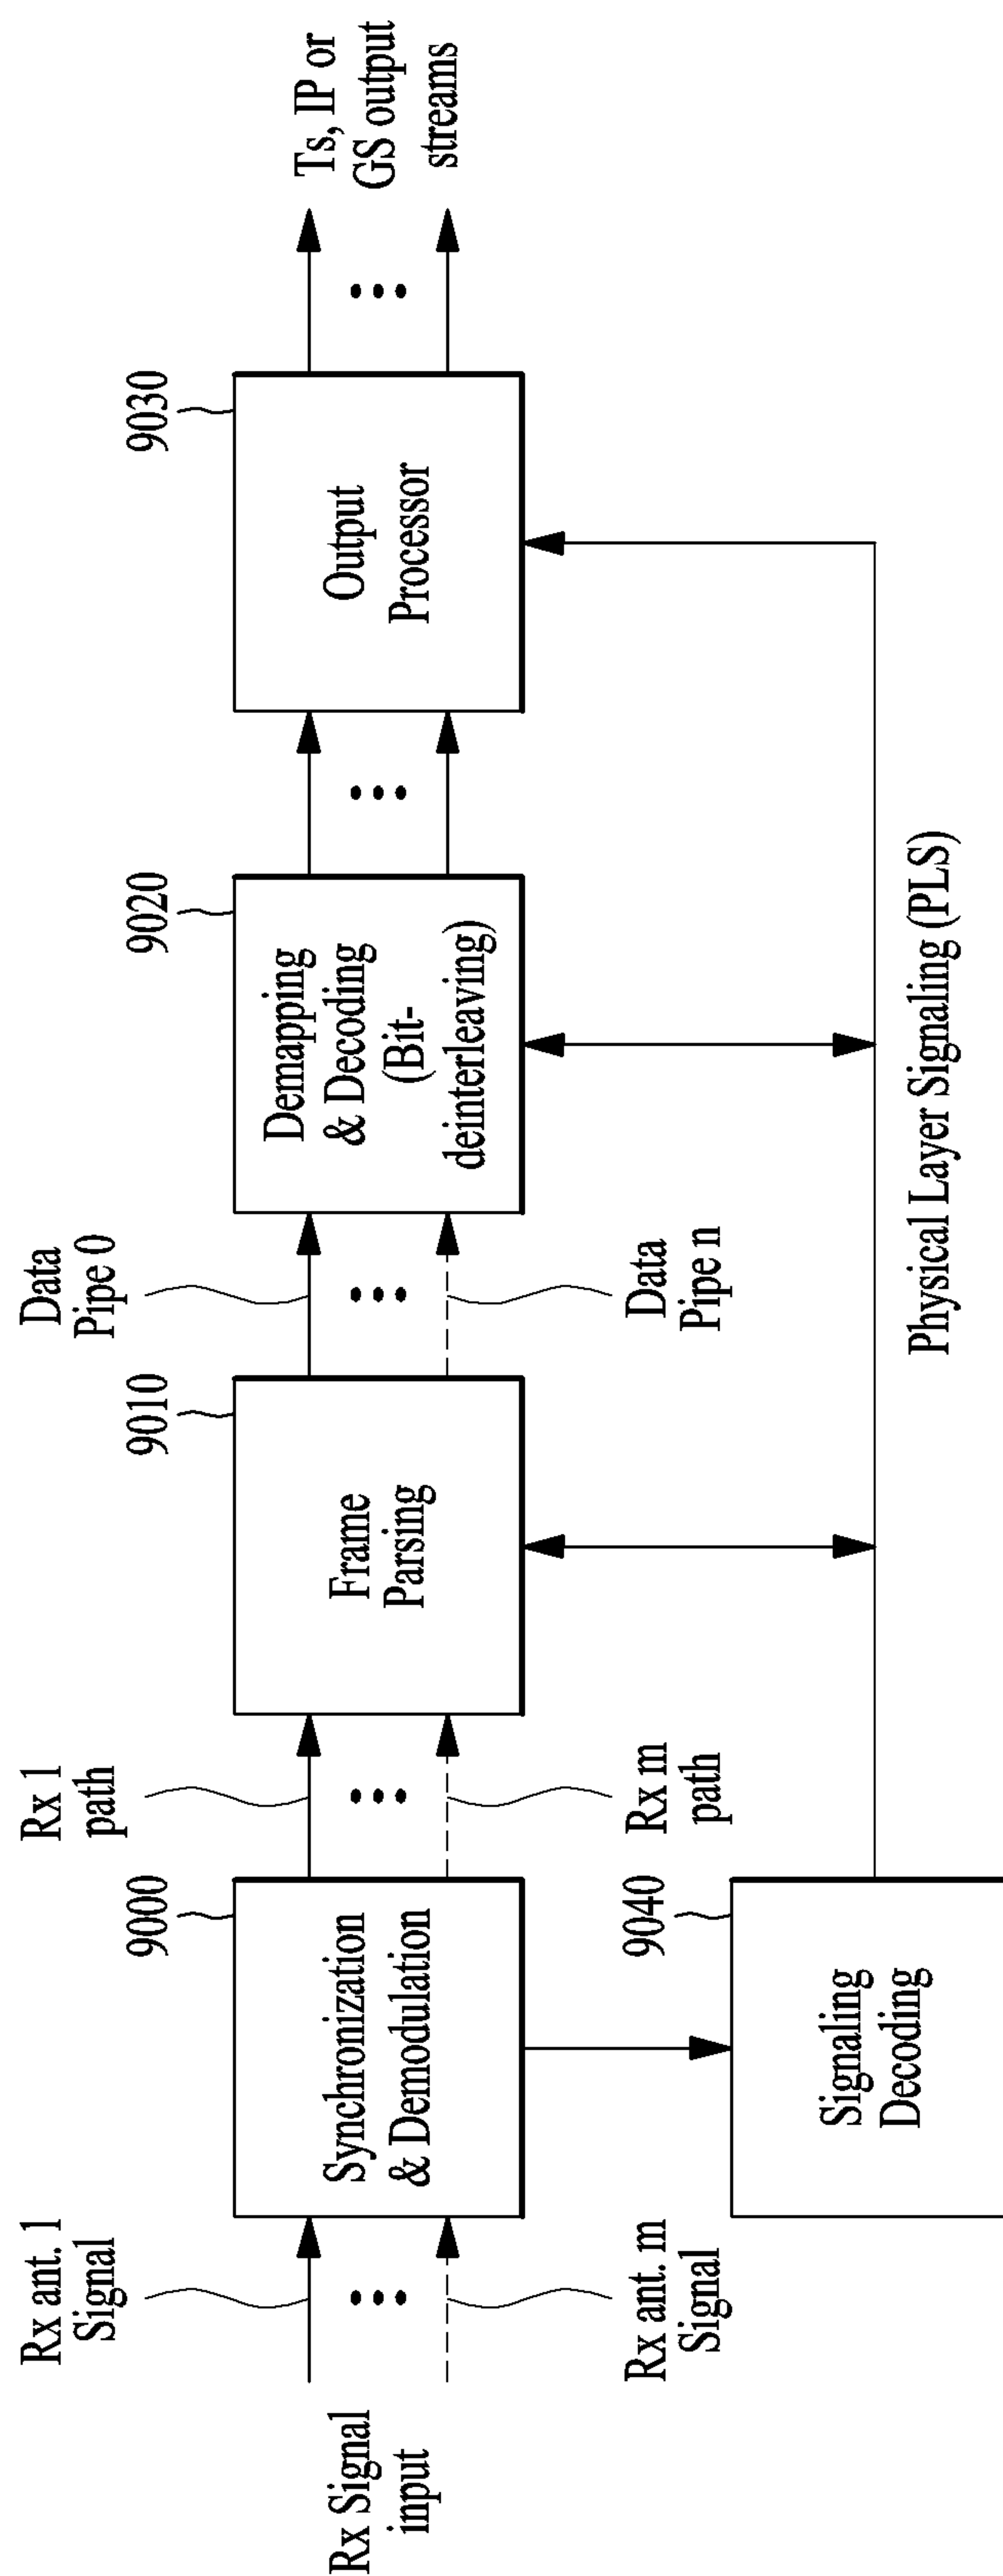 Rx Signal
input
Rx ant. 1
Signal
Rx ant. m
Signal
9000
Synchronization
& Demodulation
Rx 1
path
Rx m
path
9010
Frame
Parsing
Data
Pipe 0
Data
Pipe n
9020
Demapping
& Decoding
(Bit-
deinterleaving)
9030
Output
Processor
Ts, IP or
GS output
streams
9040
Signaling
Decoding
Physical Layer Signaling (PLS)